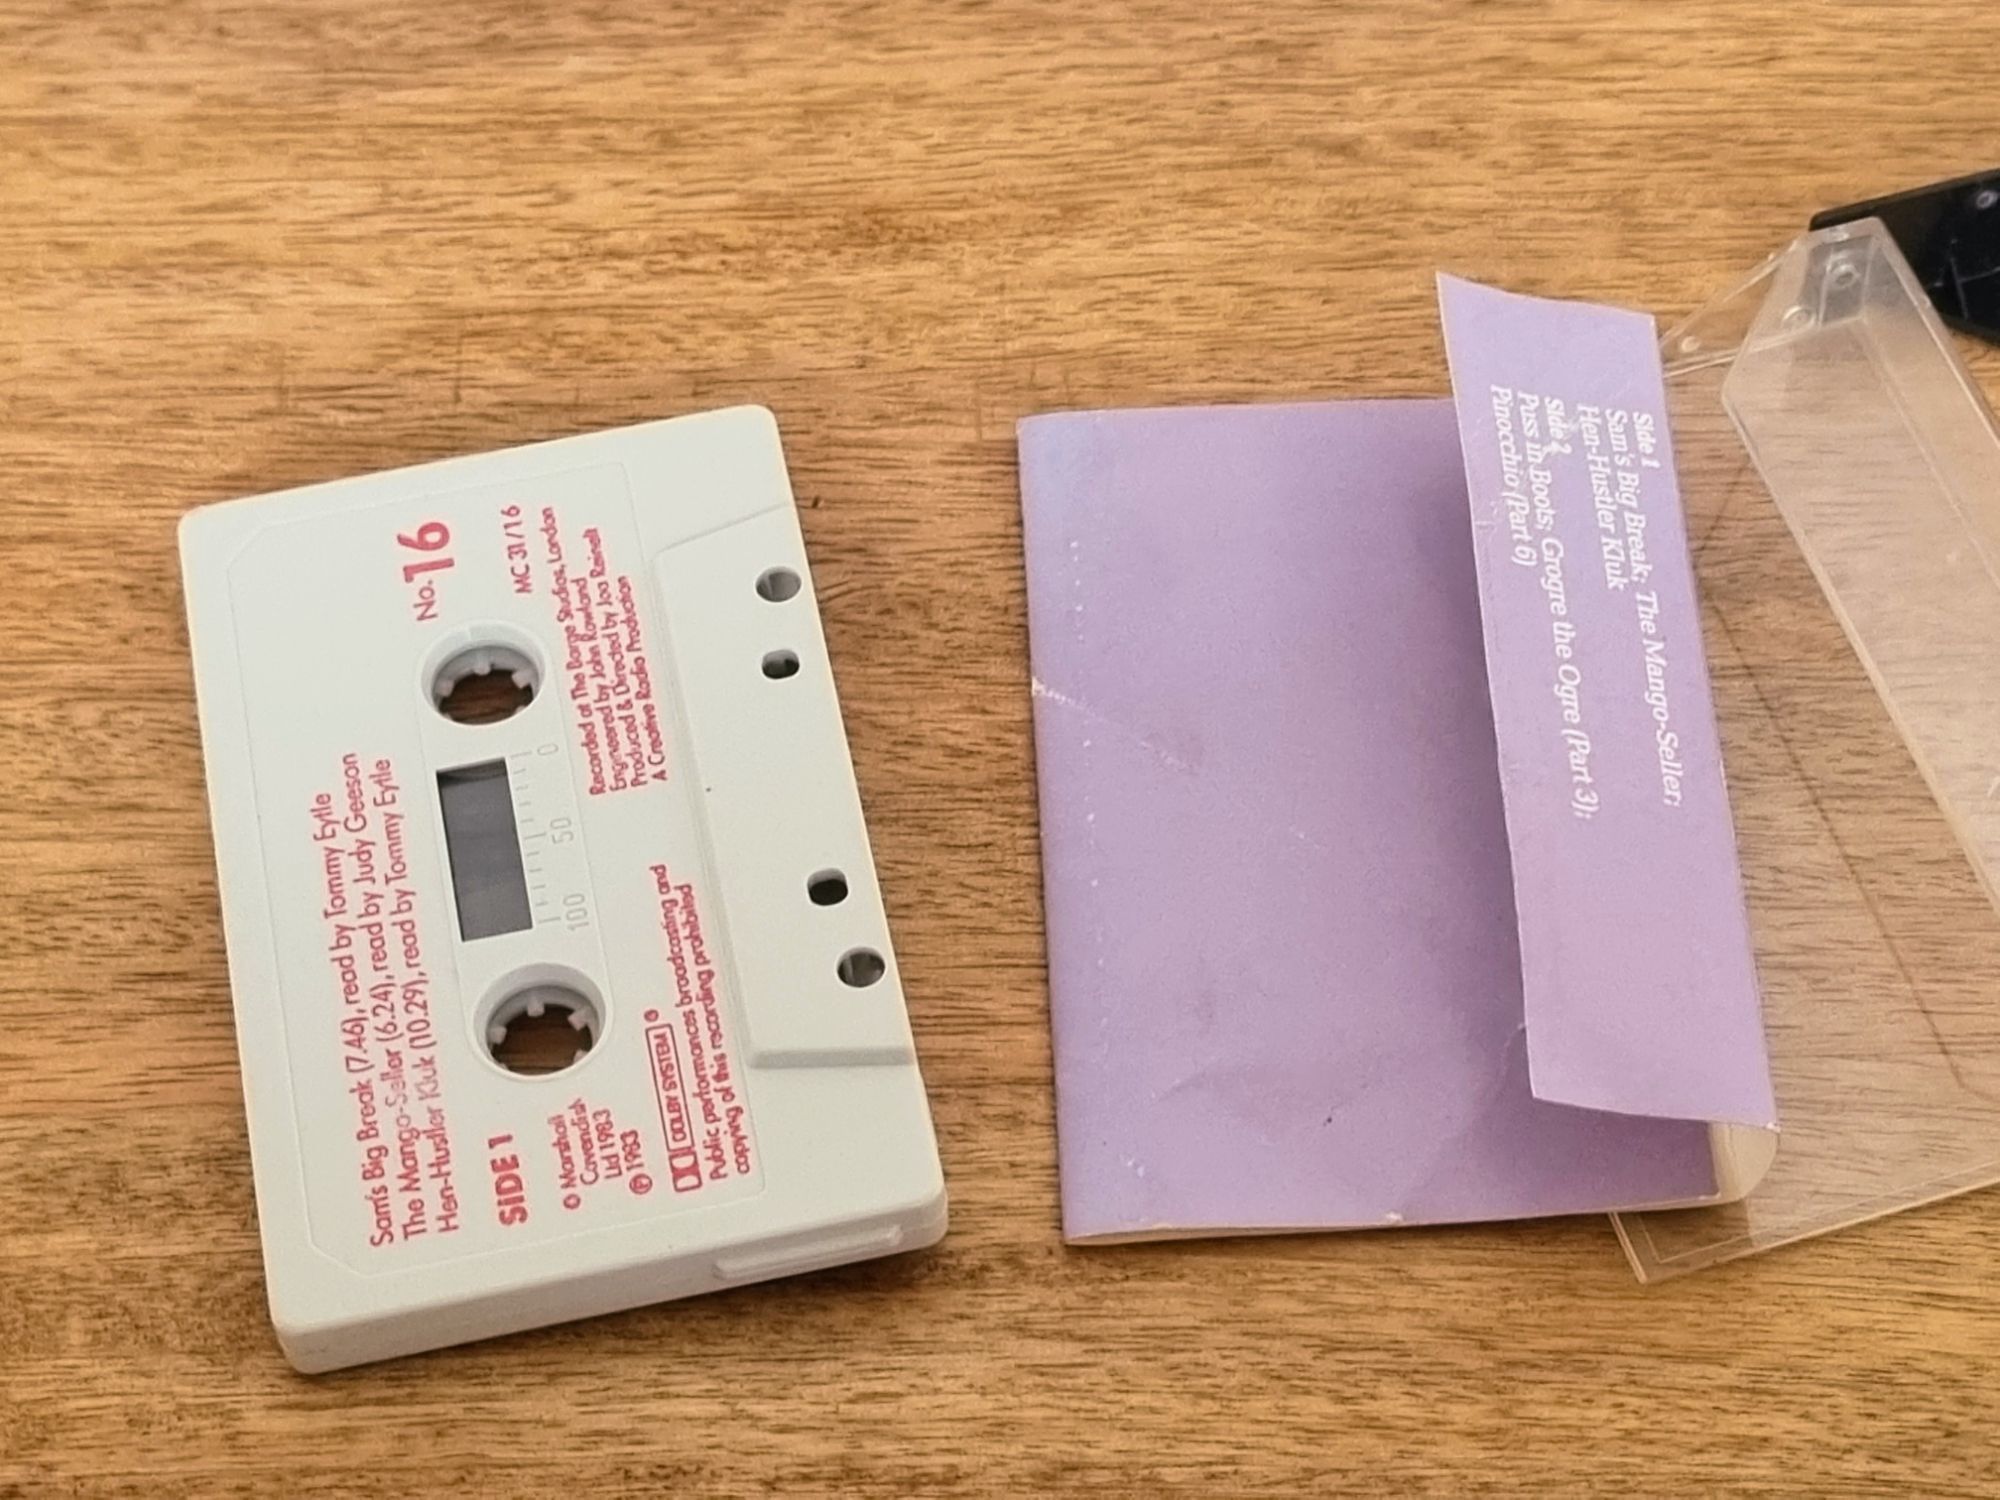 Sam's Big Break (7.46), read by Tommy Eytle
The Mango-Seller (6.24), read by Judy Geeson
Hen-Hustler Kluk (10.29), read by Tommy Eytle
SIDE 1
No. 16
MC 31/16
100 50 0
© Marshall
Cavendish
Ltd 1983
℗ 1983
Recorded at The Barge Studios, London
Engineered by John Rowland
Produced & Directed by Joa Reinelt
A Creative Radio Production
DOLBY SYSTEM ®
Public performances broadcasting and
copying of this recording prohibited
Side 1
Sam's Big Break; The Mango-Seller;
Hen-Hustler Kluk
Side 2
Puss in Boots; Grogre the Ogre (Part 3);
Pinocchio (Part 6)